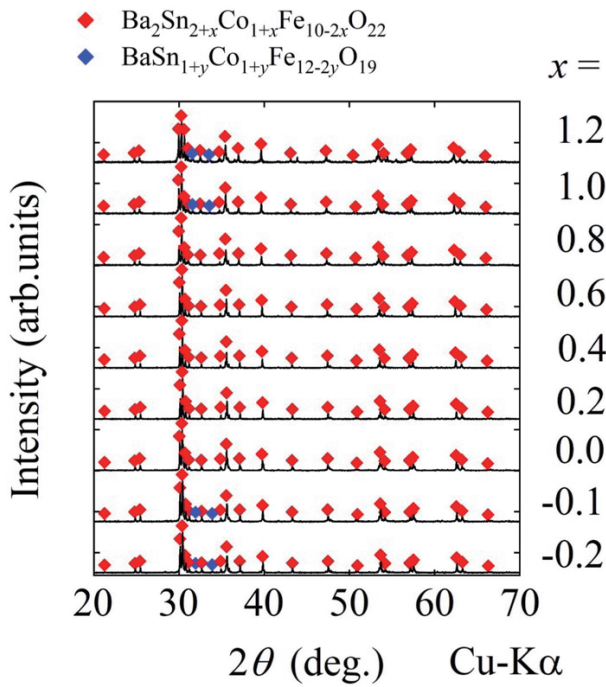 Ba₂Sn₂₊ₓCo₁₊ₓFe₁₀₋₂ₓO₂₂
BaSn₁₊yCo₁₊yFe₁₂₋₂yO₁₉
x =
1.2
1.0
0.8
0.6
0.4
0.2
0.0
-0.1
-0.2
Intensity (arb.units)
20 30 40 50 60 70
2θ (deg.) Cu-Kα